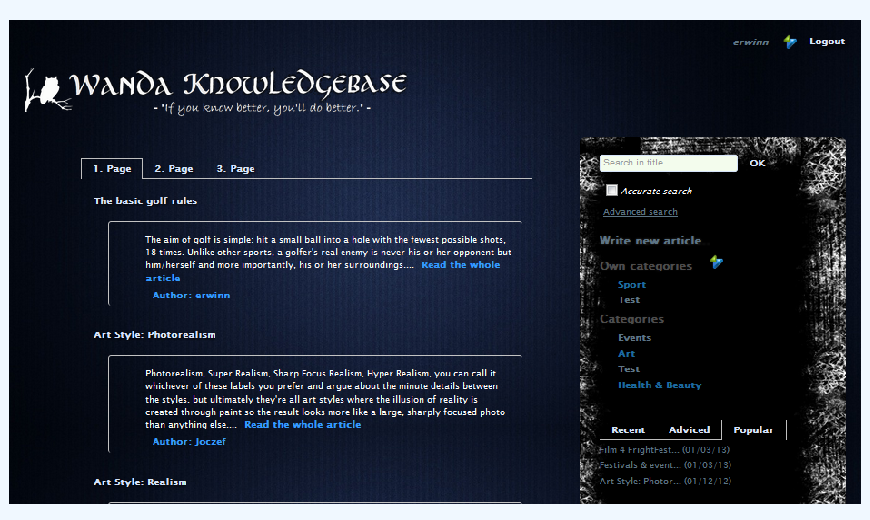 erwinn
Logout
Wanda Knowledgebase
- "If you know better, you'll do better." -
1. Page
2. Page
3. Page
Search in title
OK
Accurate search
Advanced search
The basic golf rules
The aim of golf is simple: hit a small ball into a hole with the fewest possible shots,
18 times. Unlike other sports, a golfer's real enemy is never his or her opponent but
him/herself and more importantly, his or her surroundings.... Read the whole
article
Author: erwinn
Write new article
Own categories
Sport
Test
Categories
Events
Art
Test
Health & Beauty
Art Style: Photorealism
Photorealism, Super Realism, Sharp Focus Realism, Hyper Realism, you can call it
whichever of these labels you prefer and argue about the minute details between
the styles, but ultimately they're all art styles where the illusion of reality is
created through paint so the result looks more like a large, sharply focused photo
than anything else.... Read the whole article
Author: Joczef
Recent
Adviced
Popular
Film 4 FrightFest... (01/03/13)
Festivals & event... (01/03/13)
Art Style: Photor... (01/12/12)
Art Style: Realism